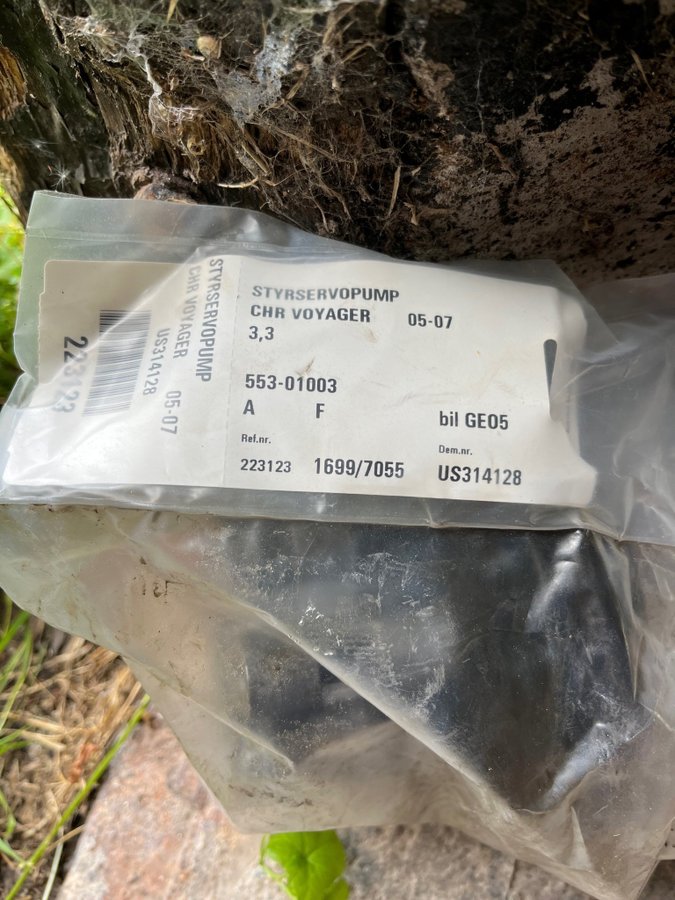 STYRSERVOPUMP
CHR VOYAGER 05-07
3,3
553-01003
A F bil GE05
Ref.nr. Dem.nr.
223123 1699/7055 US314128
STYRSERVOPUMP
CHR VOYAGER 05-07
US314128
223123